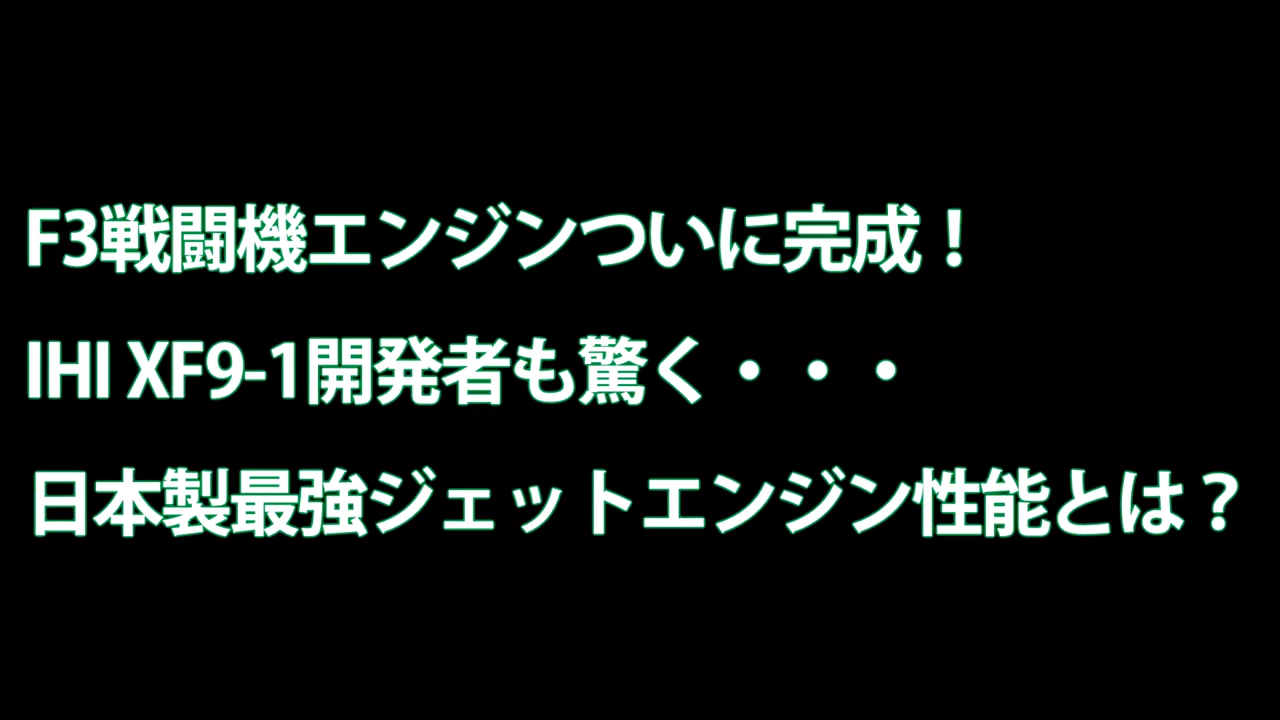 F3戦闘機エンジンついに完成！
IHI XF9-1開発者も驚く・・・
日本製最強ジェットエンジン性能とは？